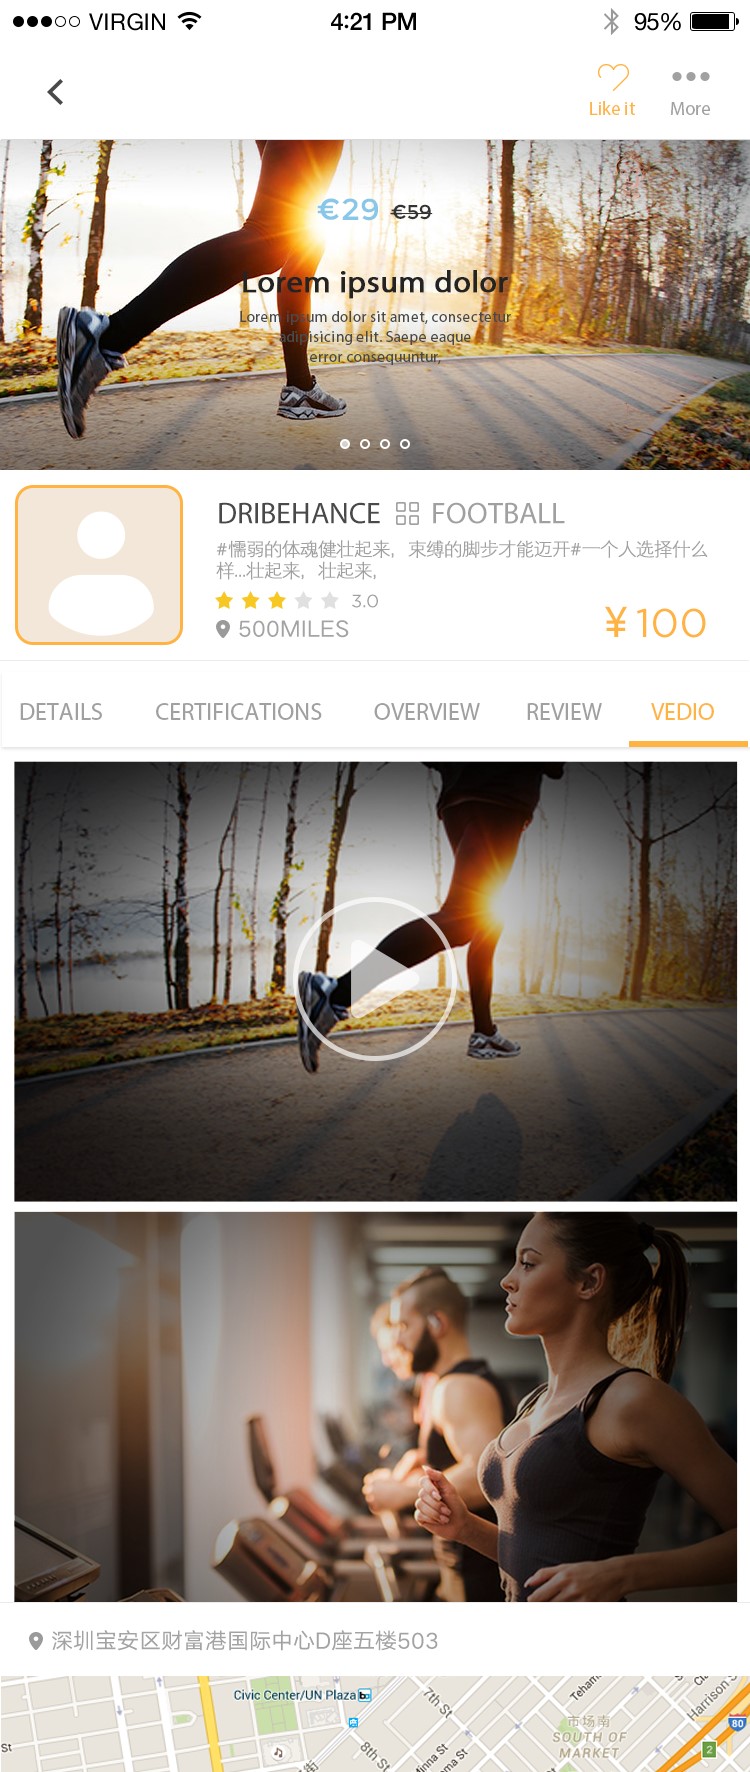 VIRGIN 4:21 PM 95%
Like it More
€29 €59
Lorem ipsum dolor
Lorem ipsum dolor sit amet, consectetur
adipisicing elit. Saepe eaque
error consequuntur,
DRIBEHANCE FOOTBALL
#懦弱的体魂健壮起来，束缚的脚步才能迈开#一个人选择什么
样...壮起来，壮起来，
3.0
500MILES
¥100
DETAILS CERTIFICATIONS OVERVIEW REVIEW VEDIO
深圳宝安区财富港国际中心D座五楼503
Civic Center/UN Plaza
7th St
8th St
Minna St
Harrison S
市场南
SOUTH OF
MARKET
80
2
St